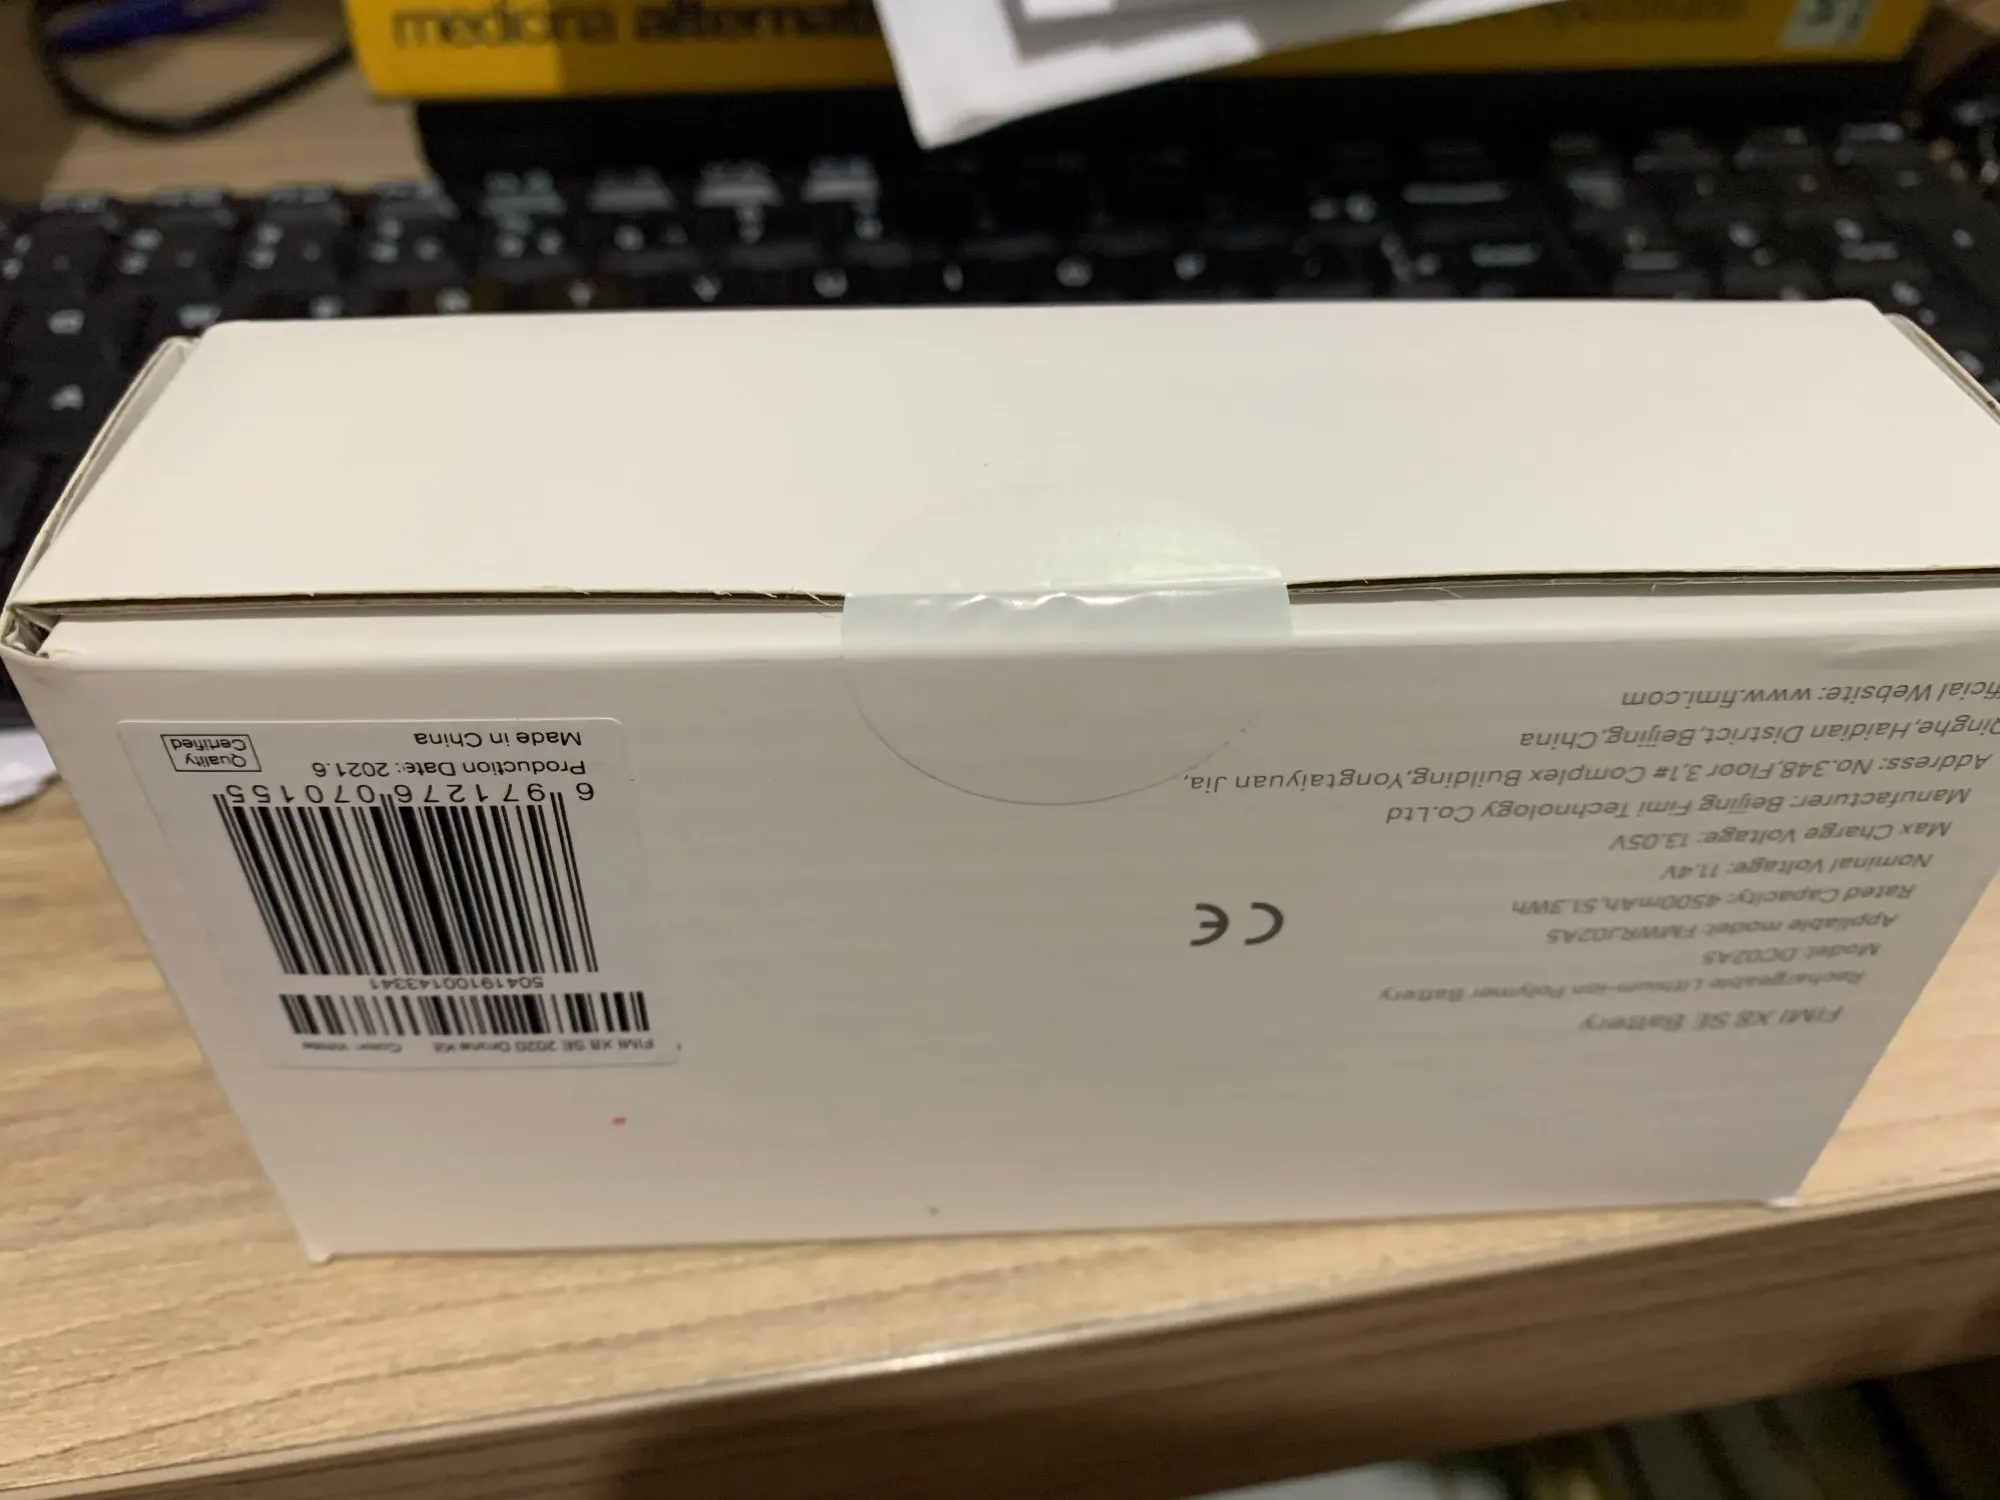 medicina alternat
FIMI X8 SE Battery
Rechargeable Lithium-ion Polymer Battery
Model: DC02A5
Appliable model: FMWRJ02A5
Rated Capacity: 4500mAh,51.3Wh
Nominal Voltage: 11.4V
Max Charge Voltage: 13.05V
Manufacturer: Beijing Fimi Technology Co.Ltd
Address: No.348,Floor 3,1# Complex Building,Yongtaiyuan Jia,
Qinghe,Haidian District,Beijing,China
ficial Website: www.fimi.com
CE
FIMI X8 SE 2020 Drone Kit Color: White
50419100143341
6 971276 070155
Production Date: 2021.6
Made in China
Quality
Certified